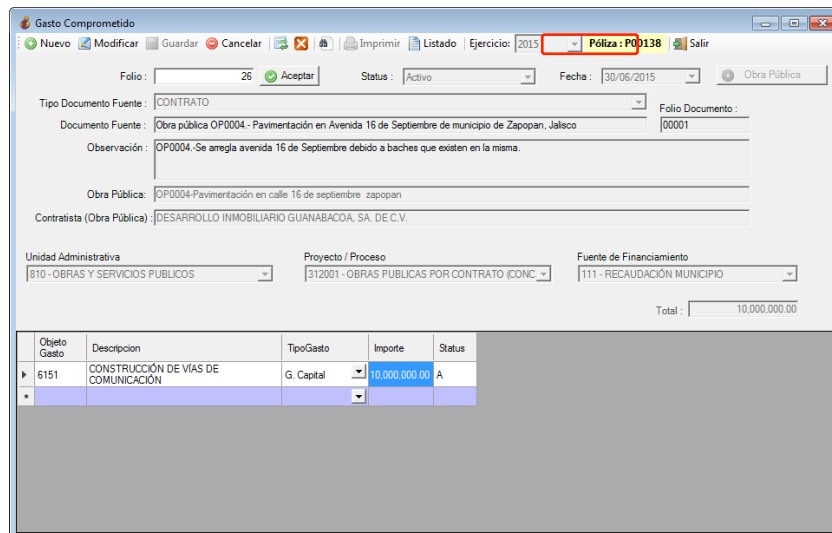 Gasto Comprometido
Nuevo Modificar Guardar Cancelar Imprimir Listado Ejercicio: 2015 Póliza : P00138 Salir
Folio : 26 Aceptar Status : Activo Fecha : 30/06/2015 Obra Pública
Tipo Documento Fuente : CONTRATO Folio Documento :
Documento Fuente : Obra pública OP0004.- Pavimentación en Avenida 16 de Septiembre de municipio de Zapopan, Jalisco 00001
Observación : OP0004.-Se arregla avenida 16 de Septiembre debido a baches que existen en la misma.
Obra Pública: OP0004-Pavimentación en calle 16 de septiembre zapopan
Contratista (Obra Pública) : DESARROLLO INMOBILIARIO GUANABACOA, SA. DE C.V.
Unidad Administrativa Proyecto / Proceso Fuente de Financiamiento
810 - OBRAS Y SERVICIOS PUBLICOS 312001 - OBRAS PUBLICAS POR CONTRATO (CONC 111 - RECAUDACIÓN MUNICIPIO
Total : 10,000,000.00
Objeto Gasto Descripcion TipoGasto Importe Status
6151 CONSTRUCCIÓN DE VÍAS DE COMUNICACIÓN G. Capital 10,000,000.00 A